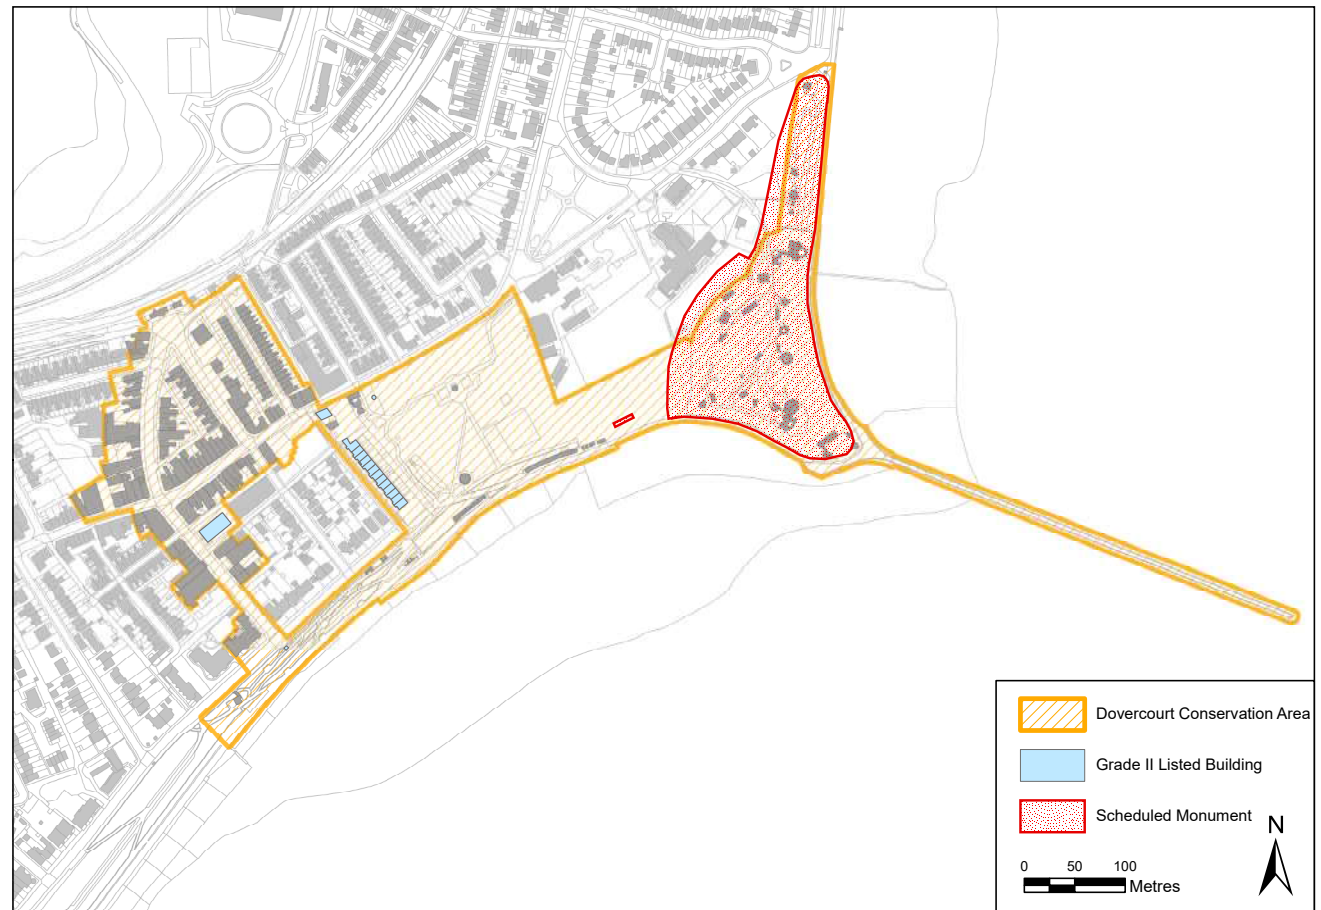 Dovercourt Conservation Area
Grade II Listed Building
Scheduled Monument
N
0 50 100
Metres